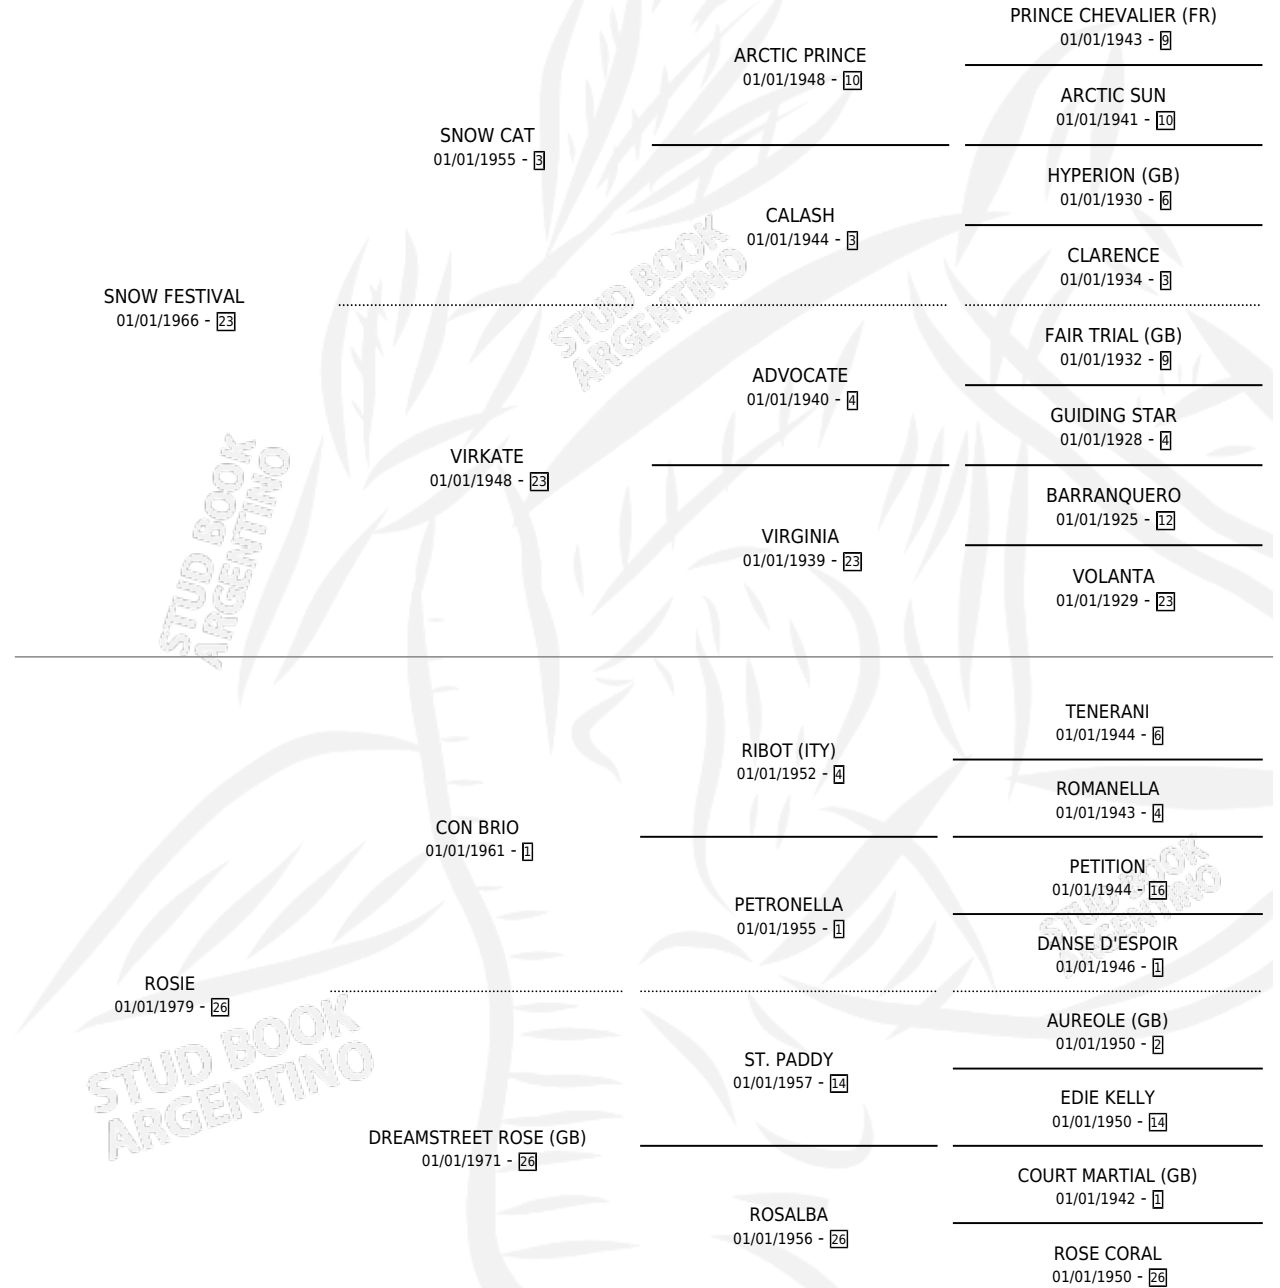 PRINCE CHEVALIER (FR)
01/01/1943 - 9
ARCTIC PRINCE
01/01/1948 - 10
ARCTIC SUN
01/01/1941 - 10
SNOW CAT
01/01/1955 - 3
HYPERION (GB)
01/01/1930 - 6
CALASH
01/01/1944 - 3
CLARENCE
01/01/1934 - 3
SNOW FESTIVAL
01/01/1966 - 23
STUD BOOK
ARGENTINO
FAIR TRIAL (GB)
01/01/1932 - 9
ADVOCATE
01/01/1940 - 4
GUIDING STAR
01/01/1928 - 4
VIRKATE
01/01/1948 - 23
BARRANQUERO
01/01/1925 - 12
VIRGINIA
01/01/1939 - 23
VOLANTA
01/01/1929 - 23
STUD BOOK
ARGENTINO
TENERANI
01/01/1944 - 6
RIBOT (ITY)
01/01/1952 - 4
ROMANELLA
01/01/1943 - 4
CON BRIO
01/01/1961 - 1
PETITION
01/01/1944 - 16
PETRONELLA
01/01/1955 - 1
DANSE D'ESPOIR
01/01/1946 - 1
STUD BOOK
ARGENTINO
ROSIE
01/01/1979 - 26
AUREOLE (GB)
01/01/1950 - 2
ST. PADDY
01/01/1957 - 14
EDIE KELLY
01/01/1950 - 14
STUD BOOK
ARGENTINO
DREAMSTREET ROSE (GB)
01/01/1971 - 26
COURT MARTIAL (GB)
01/01/1942 - 1
ROSALBA
01/01/1956 - 26
ROSE CORAL
01/01/1950 - 26